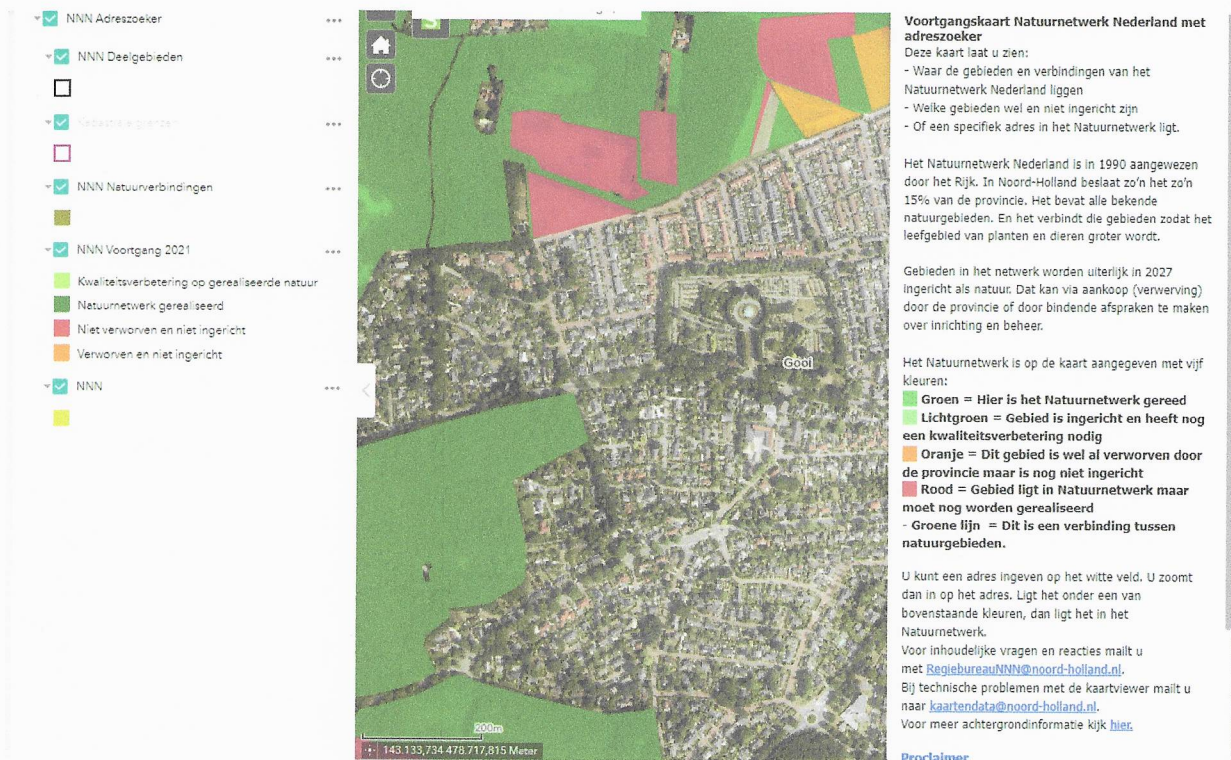 NNN Adreszoeker
NNN Deelgebieden
Kadastralegrenzen
NNN Natuurverbindingen
NNN Voortgang 2021
Kwaliteitsverbetering op gerealiseerde natuur
Natuurnetwerk gerealiseerd
Niet verworven en niet ingericht
Verworven en niet ingericht
NNN
Gooi
200m
143.133,734 478.717,815 Meter
Voortgangskaart Natuurnetwerk Nederland met
adreszoeker
Deze kaart laat u zien:
- Waar de gebieden en verbindingen van het
Natuurnetwerk Nederland liggen
- Welke gebieden wel en niet ingericht zijn
- Of een specifiek adres in het Natuurnetwerk ligt.
Het Natuurnetwerk Nederland is in 1990 aangewezen
door het Rijk. In Noord-Holland beslaat zo'n het zo'n
15% van de provincie. Het bevat alle bekende
natuurgebieden. En het verbindt die gebieden zodat het
leefgebied van planten en dieren groter wordt.
Gebieden in het netwerk worden uiterlijk in 2027
ingericht als natuur. Dat kan via aankoop (verwerving)
door de provincie of door bindende afspraken te maken
over inrichting en beheer.
Het Natuurnetwerk is op de kaart aangegeven met vijf
kleuren:
Groen = Hier is het Natuurnetwerk gereed
Lichtgroen = Gebied is ingericht en heeft nog
een kwaliteitsverbetering nodig
Oranje = Dit gebied is wel al verworven door
de provincie maar is nog niet ingericht
Rood = Gebied ligt in Natuurnetwerk maar
moet nog worden gerealiseerd
- Groene lijn = Dit is een verbinding tussen
natuurgebieden.
U kunt een adres ingeven op het witte veld. U zoomt
dan in op het adres. Ligt het onder een van
bovenstaande kleuren, dan ligt het in het
Natuurnetwerk.
Voor inhoudelijke vragen en reacties mailt u
met RegiebureauNNN@noord-holland.nl.
Bij technische problemen met de kaartviewer mailt u
naar kaartendata@noord-holland.nl.
Voor meer achtergrondinformatie kijk hier.
Proclaimer